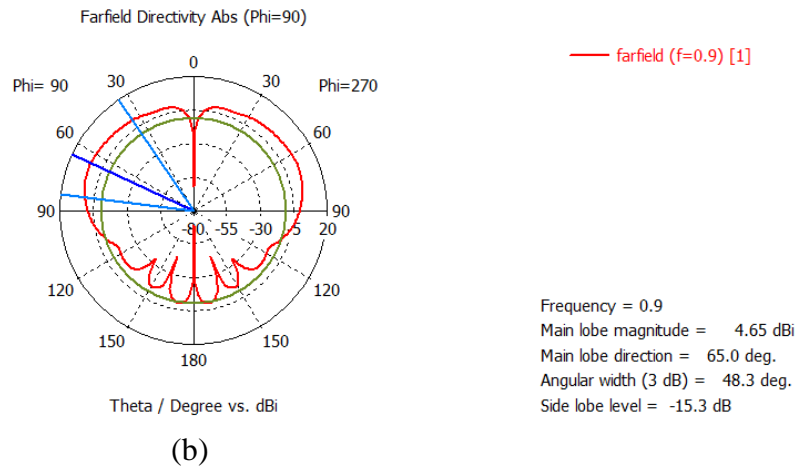 Farfield Directivity Abs (Phi=90)
farfield (f=0.9) [1]
0
Phi= 90 30 30 Phi=270
60 60
90 -80 -55 -30 -5 20 90
120 120
150 150
180
Frequency = 0.9
Main lobe magnitude = 4.65 dBi
Main lobe direction = 65.0 deg.
Angular width (3 dB) = 48.3 deg.
Side lobe level = -15.3 dB
Theta / Degree vs. dBi
(b)